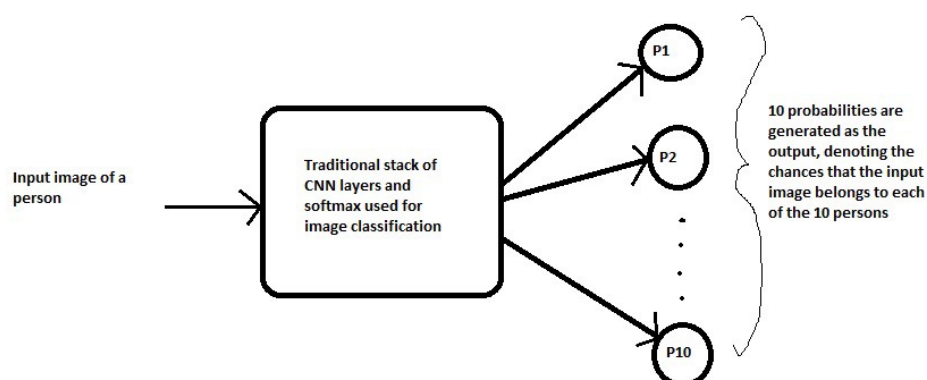 Input image of a
person
Traditional stack of
CNN layers and
softmax used for
image classification
P1
P2
P10
10 probabilities are
generated as the
output, denoting the
chances that the input
image belongs to each
of the 10 persons